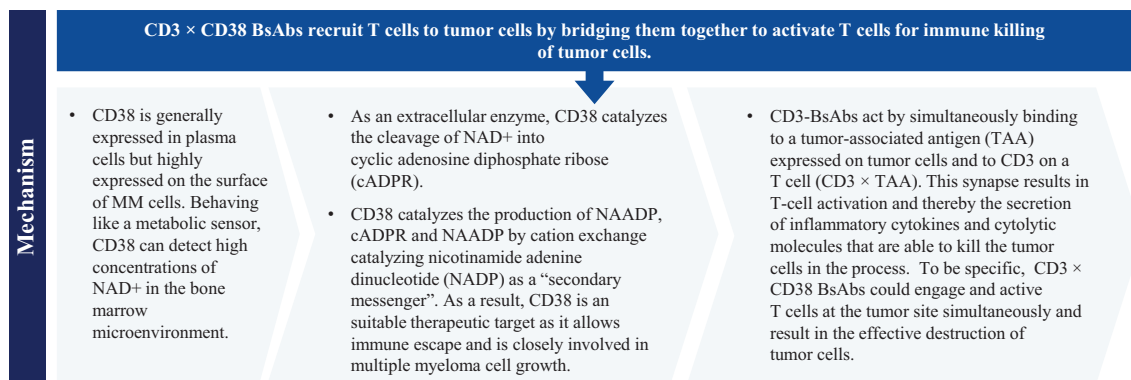 CD3 × CD38 BsAbs recruit T cells to tumor cells by bridging them together to activate T cells for immune killing
of tumor cells.
Mechanism
• CD38 is generally
expressed in plasma
cells but highly
expressed on the surface
of MM cells. Behaving
like a metabolic sensor,
CD38 can detect high
concentrations of
NAD+ in the bone
marrow
microenvironment.
• As an extracellular enzyme, CD38 catalyzes
the cleavage of NAD+ into
cyclic adenosine diphosphate ribose
(cADPR).
• CD38 catalyzes the production of NAADP,
cADPR and NAADP by cation exchange
catalyzing nicotinamide adenine
dinucleotide (NADP) as a “secondary
messenger”. As a result, CD38 is an
suitable therapeutic target as it allows
immune escape and is closely involved in
multiple myeloma cell growth.
• CD3-BsAbs act by simultaneously binding
to a tumor-associated antigen (TAA)
expressed on tumor cells and to CD3 on a
T cell (CD3 × TAA). This synapse results in
T-cell activation and thereby the secretion
of inflammatory cytokines and cytolytic
molecules that are able to kill the tumor
cells in the process. To be specific, CD3 ×
CD38 BsAbs could engage and active
T cells at the tumor site simultaneously and
result in the effective destruction of
tumor cells.